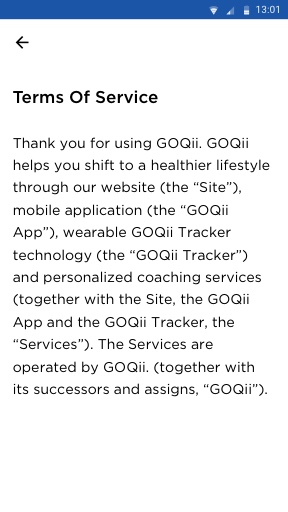 13:01
Terms Of Service
Thank you for using GOQii. GOQii
helps you shift to a healthier lifestyle
through our website (the “Site”),
mobile application (the “GOQii
App”), wearable GOQii Tracker
technology (the “GOQii Tracker”)
and personalized coaching services
(together with the Site, the GOQii
App and the GOQii Tracker, the
“Services”). The Services are
operated by GOQii. (together with
its successors and assigns, “GOQii”).